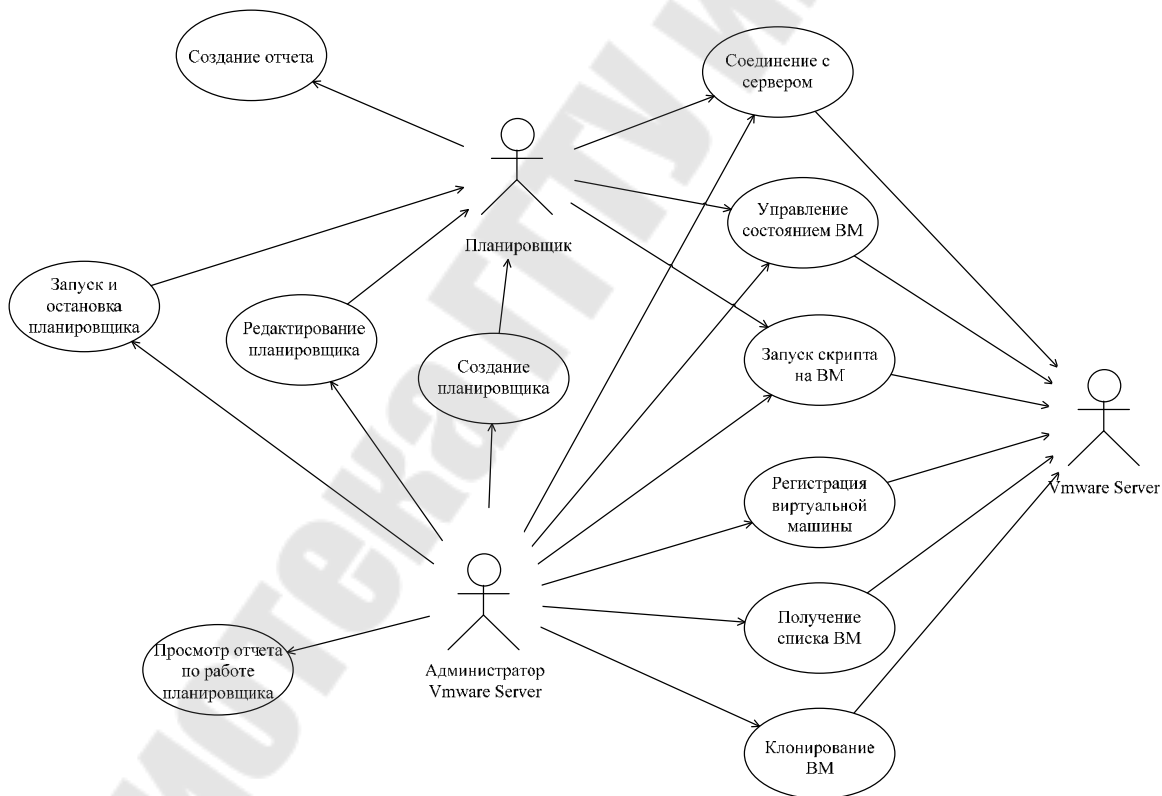 Создание отчета
Соединение с
сервером
Планировщик
Управление
состоянием ВМ
Запуск и
остановка
планировщика
Редактирование
планировщика
Создание
планировщика
Запуск скрипта
на ВМ
Vmware Server
Регистрация
виртуальной
машины
Администратор
Vmware Server
Просмотр отчета
по работе
планировщика
Получение
списка ВМ
Клонирование
ВМ